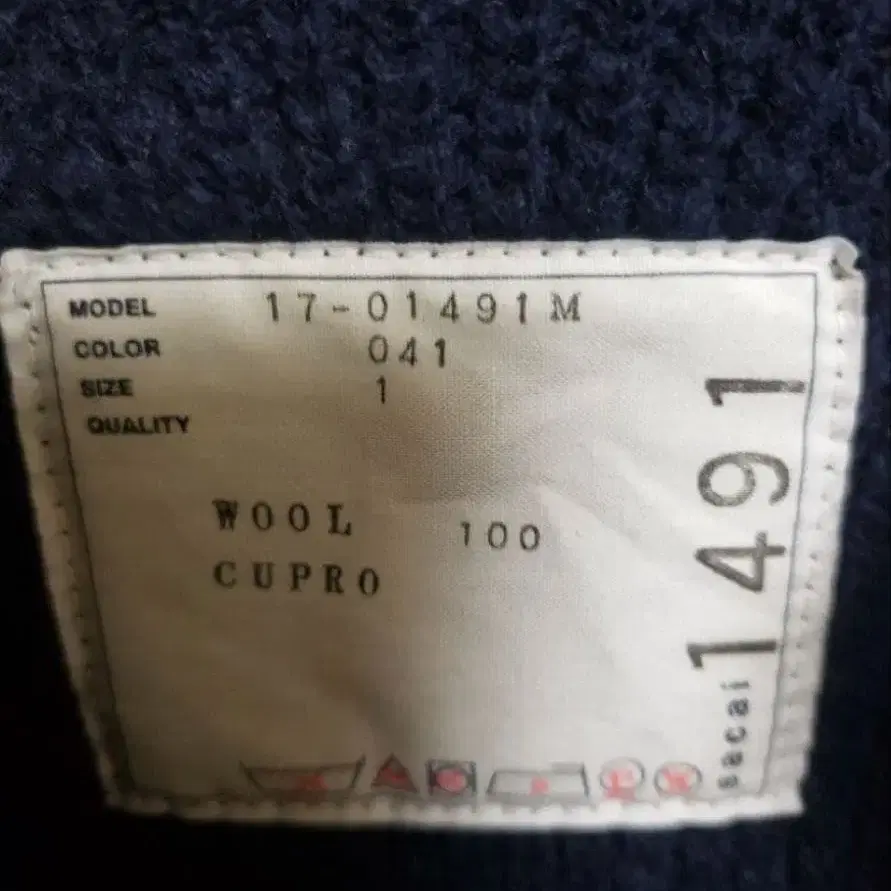 MODEL 17-01491M
COLOR 041
SIZE 1
QUALITY
WOOL 100
CUPRO
sacai 1491